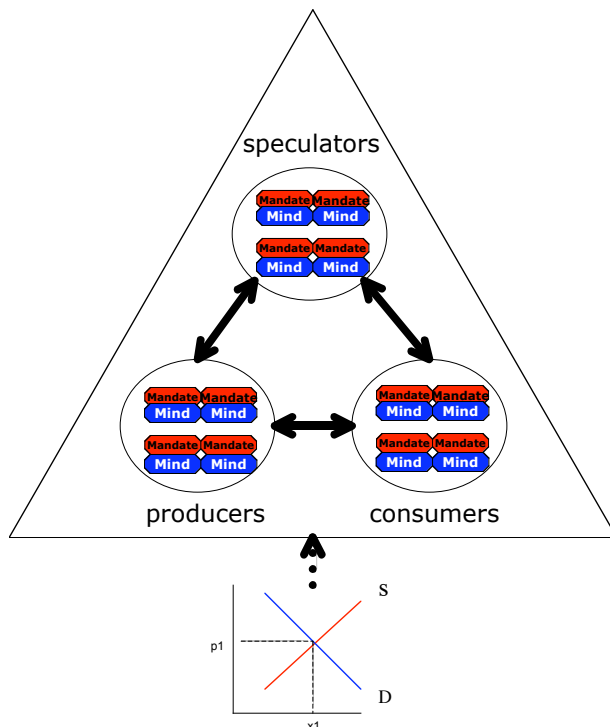 speculators
Mandate Mandate
Mind Mind
Mandate Mandate
Mind Mind
Mandate Mandate
Mind Mind
Mandate Mandate
Mind Mind
producers
Mandate Mandate
Mind Mind
Mandate Mandate
Mind Mind
consumers
S
p1
D
x1